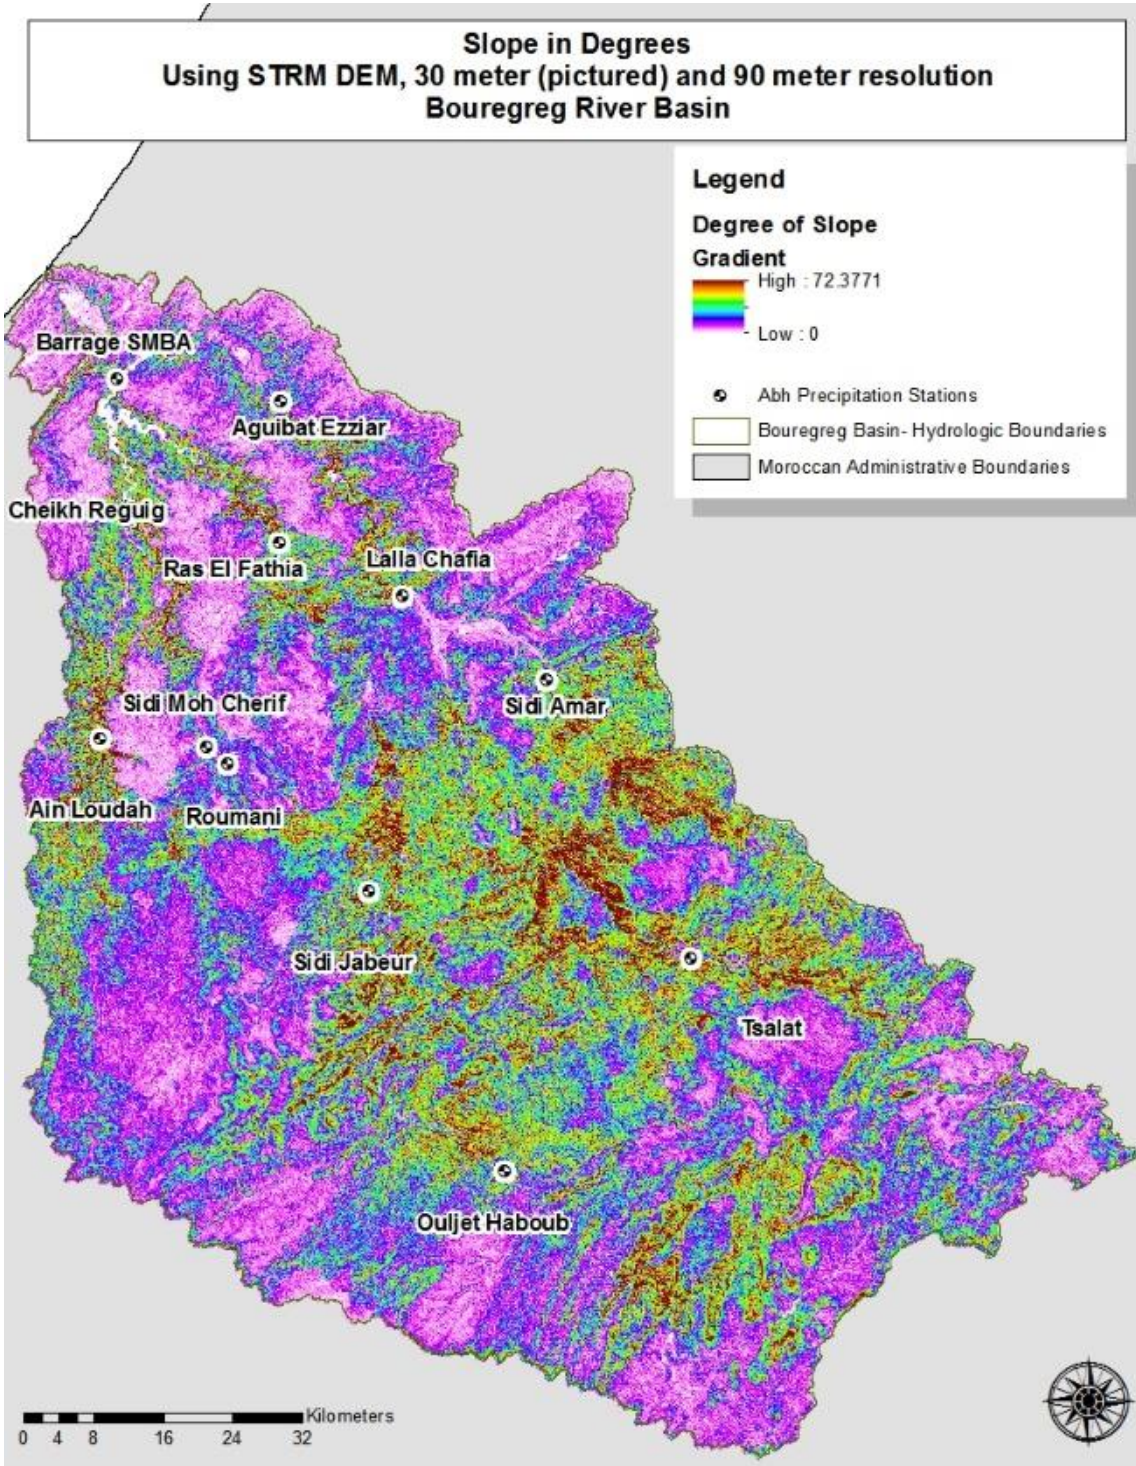 Slope in Degrees
Using STRM DEM, 30 meter (pictured) and 90 meter resolution
Bouregreg River Basin
Legend
Degree of Slope
Gradient
High : 72.3771
Low : 0
Abh Precipitation Stations
Bouregreg Basin- Hydrologic Boundaries
Moroccan Administrative Boundaries
Barrage SMBA
Aguibat Ezziar
Cheikh Reguig
Ras El Fathia
Lalla Chafia
Sidi Moh Cherif
Sidi Amar
Ain Loudah
Roumani
Sidi Jabeur
Tsalat
Ouljet Haboub
Kilometers
0 4 8 16 24 32